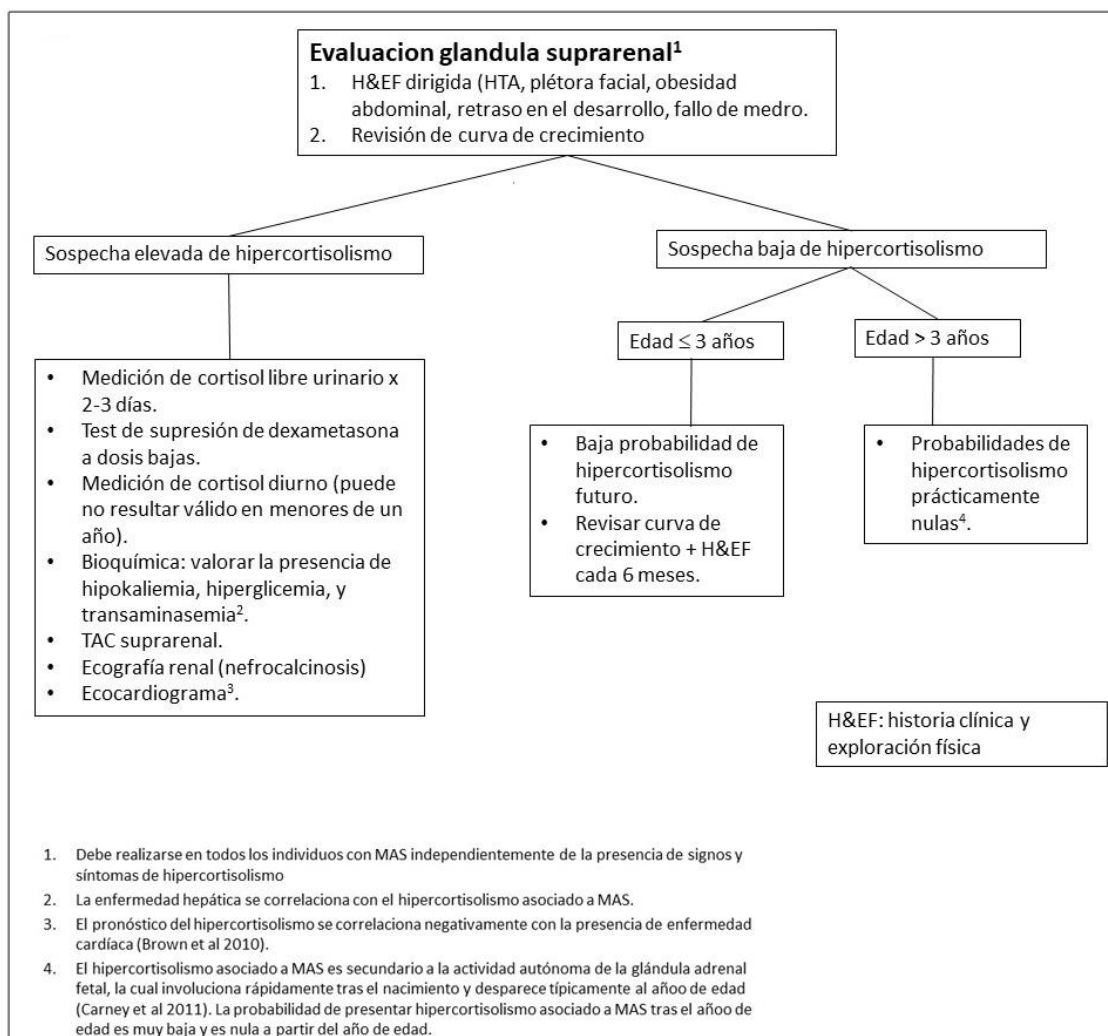 Evaluacion glandula suprarenal¹
1. H&EF dirigida (HTA, plétora facial, obesidad
abdominal, retraso en el desarrollo, fallo de medro.
2. Revisión de curva de crecimiento
Sospecha elevada de hipercortisolismo
Sospecha baja de hipercortisolismo
Edad ≤ 3 años
Edad > 3 años
• Medición de cortisol libre urinario x
2-3 días.
• Test de supresión de dexametasona
a dosis bajas.
• Medición de cortisol diurno (puede
no resultar válido en menores de un
año).
• Bioquímica: valorar la presencia de
hipokaliemia, hiperglicemia, y
transaminasemia².
• TAC suprarenal.
• Ecografía renal (nefrocalcinosis)
• Ecocardiograma³.
• Baja probabilidad de
hipercortisolismo
futuro.
• Revisar curva de
crecimiento + H&EF
cada 6 meses.
• Probabilidades de
hipercortisolismo
prácticamente
nulas⁴.
H&EF: historia clínica y
exploración física
1. Debe realizarse en todos los individuos con MAS independientemente de la presencia de signos y
síntomas de hipercortisolismo
2. La enfermedad hepática se correlaciona con el hipercortisolismo asociado a MAS.
3. El pronóstico del hipercortisolismo se correlaciona negativamente con la presencia de enfermedad
cardíaca (Brown et al 2010).
4. El hipercortisolismo asociado a MAS es secundario a la actividad autónoma de la glándula adrenal
fetal, la cual involuciona rápidamente tras el nacimiento y desparece típicamente al añoo de edad
(Carney et al 2011). La probabilidad de presentar hipercortisolismo asociado a MAS tras el añoo de
edad es muy baja y es nula a partir del año de edad.